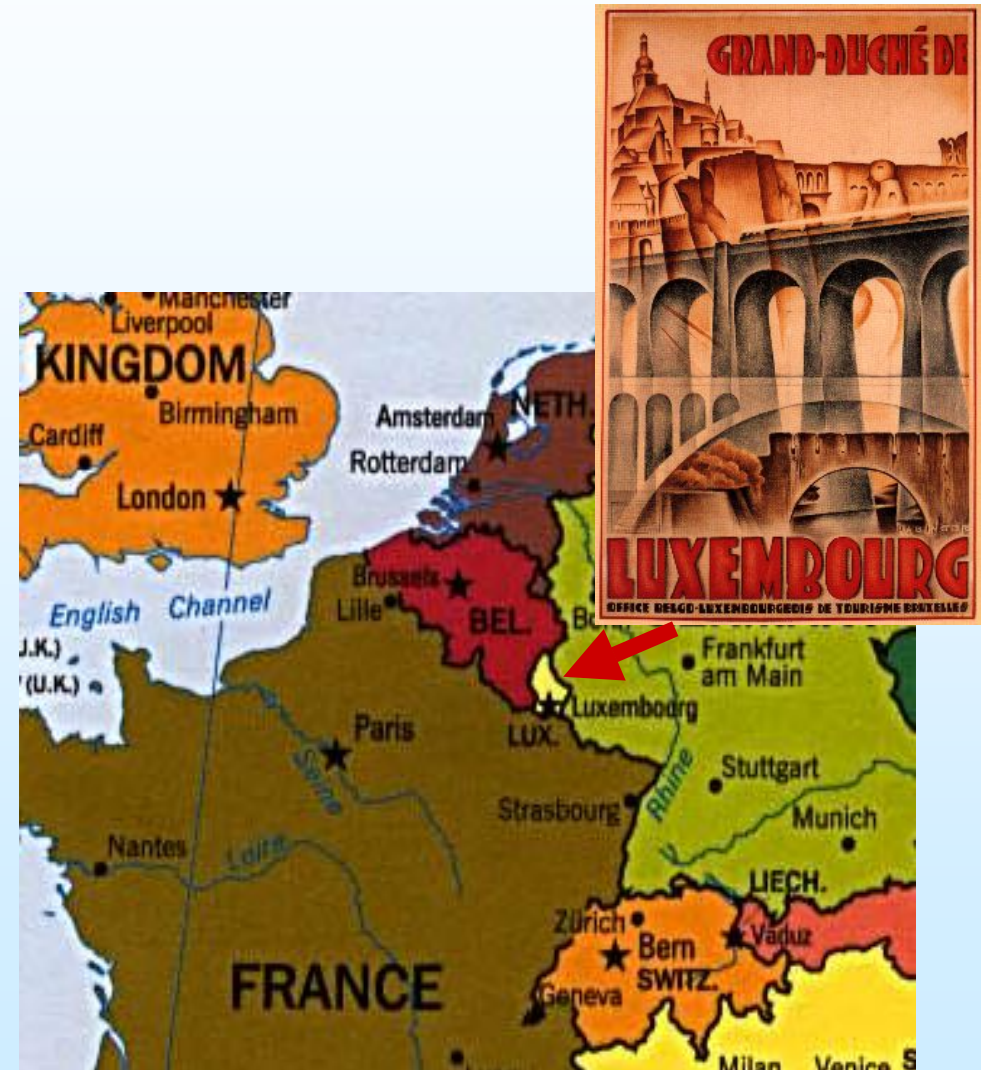 GRAND-DUCHÉ DE
LUXEMBOURG
OFFICE BELGO-LUXEMBOURGEOIS DE TOURISME BRUXELLES
Manchester
Liverpool
KINGDOM
Birmingham
Cardiff
London
Amsterdam
NETH.
Rotterdam
English Channel
Brussels
Lille
BEL.
J.K.)
(U.K.)
Frankfurt
am Main
Luxembourg
LUX.
Paris
Seine
Stuttgart
Strasbourg
Rhine
Munich
Nantes
Loire
LIECH.
Zürich
Bern
Vaduz
SWITZ.
Geneva
FRANCE
Milan
Venice
S